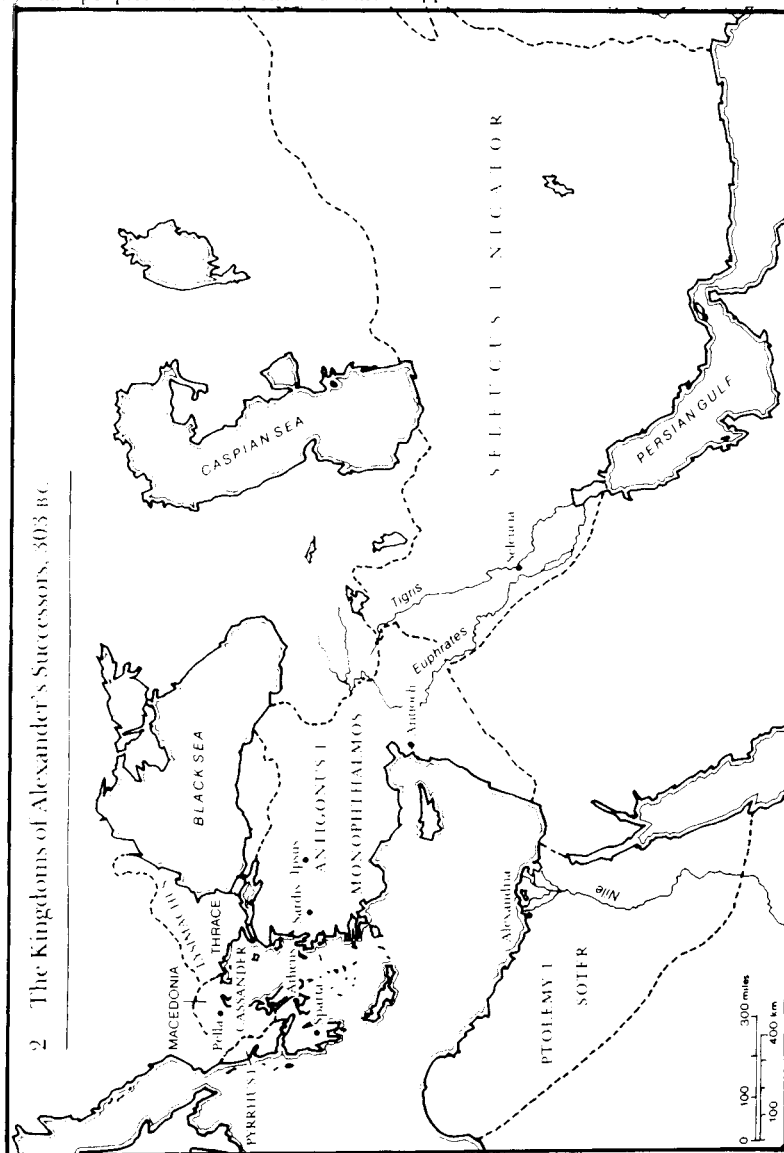 2 The Kingdoms of Alexander's Successors, 303 BC
MACEDONIA
LYSIMACHUS
THRACE
Pella
CASSANDER
PYRRHUS I
Athens
Sparta
Sardis
Ipsus
ANTIGONUS I
MONOPHTHALMOS
BLACK SEA
CASPIAN SEA
SELEUCUS I NICATOR
Tigris
Euphrates
Antioch
Seleucia
PERSIAN GULF
Alexandria
Nile
PTOLEMY I
SOTER
0 100 300 miles
100 400 km